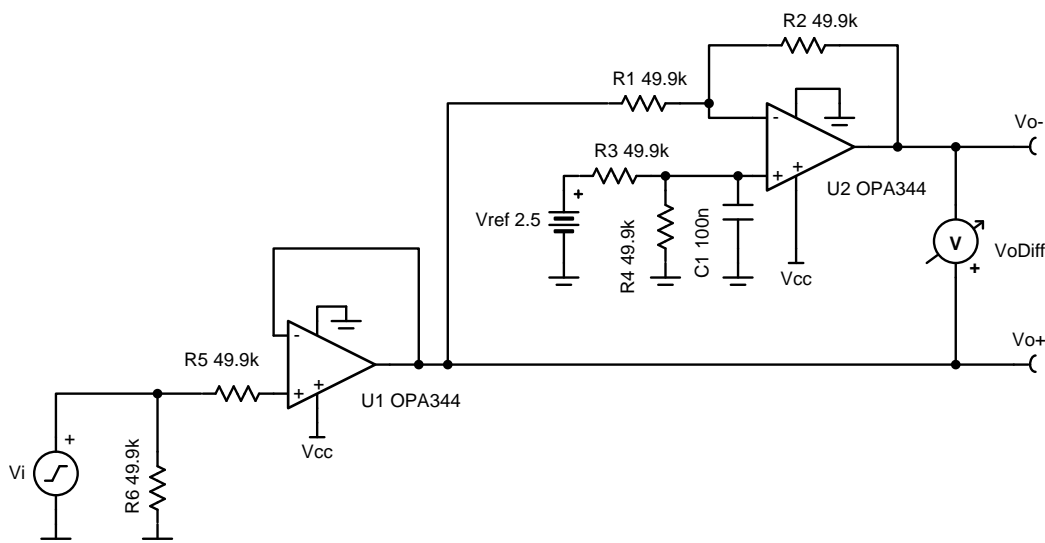 R2 49.9k
R1 49.9k
Vo-
-
+
+
U2 OPA344
R3 49.9k
+
Vref 2.5
R4 49.9k
C1 100n
Vcc
V
+
VoDiff
Vo+
-
+
+
U1 OPA344
R5 49.9k
Vcc
+
Vi
R6 49.9k